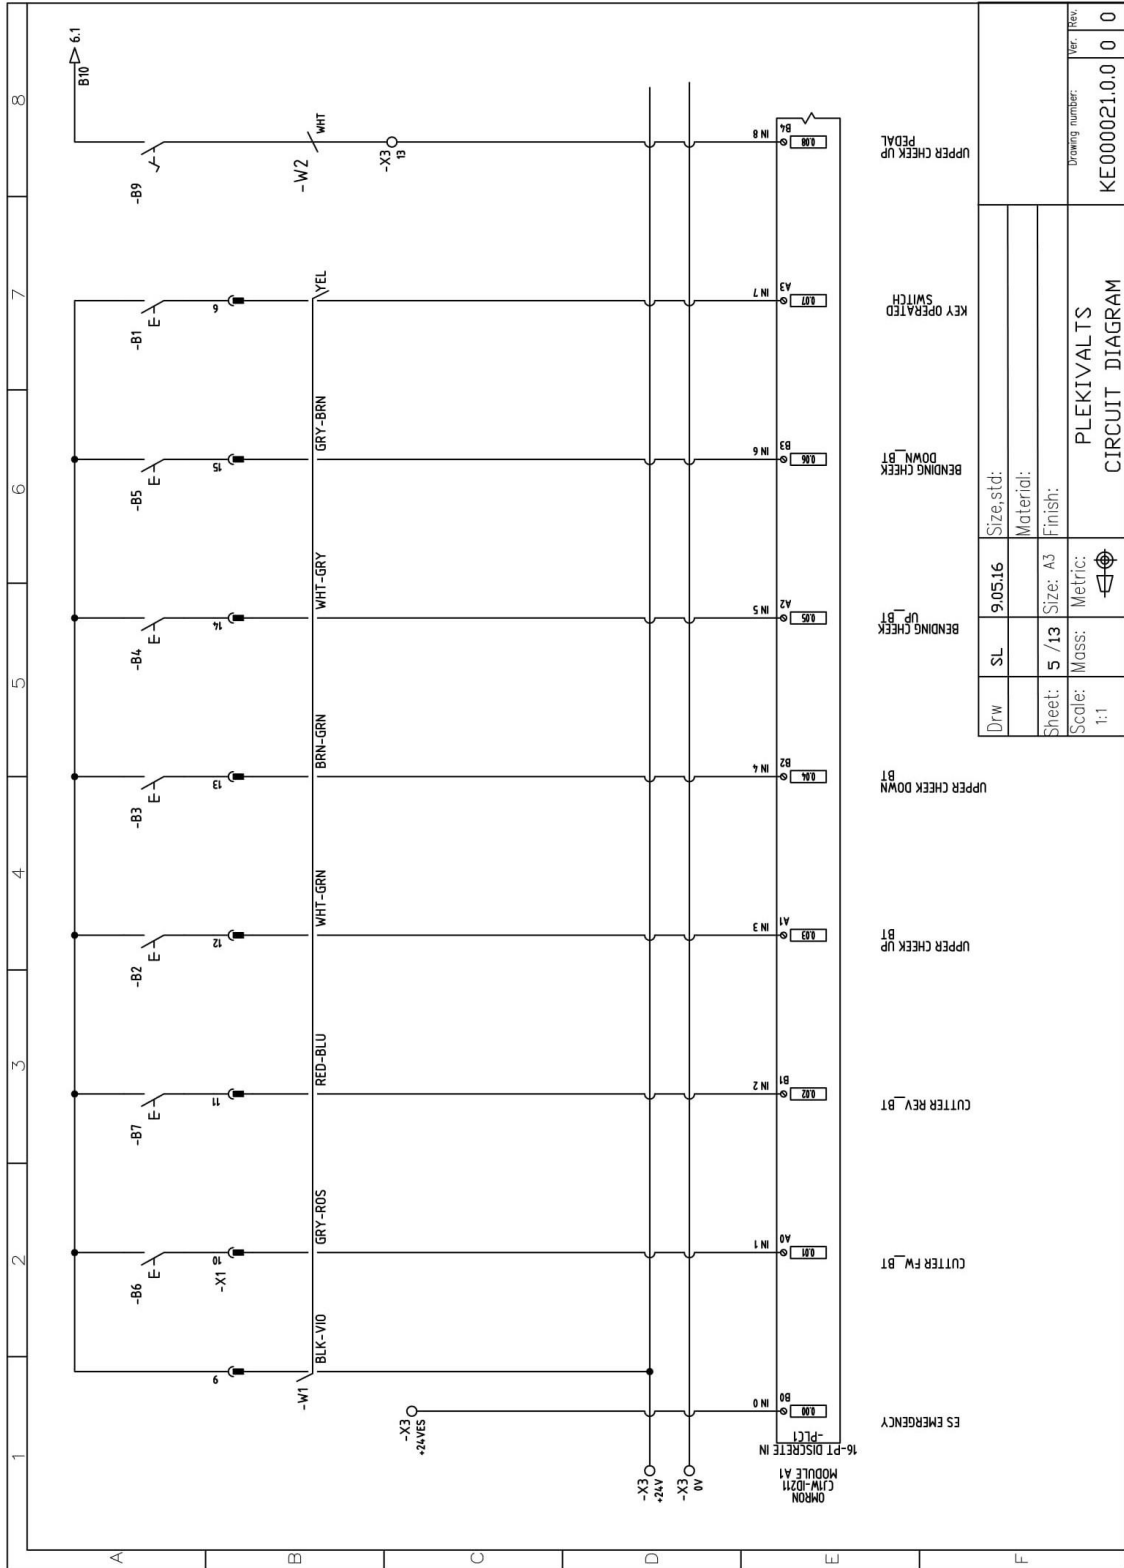 1
2
3
4
5
6
7
8
A
B
C
D
E
F
B10
6.1
-B6
-B7
-B2
-B3
-B4
-B5
-B1
-B9
9
10
-X1
11
12
13
14
15
6
-W1
BLK-VIO
GRY-ROS
RED-BLU
WHT-GRN
BRN-GRN
WHT-GRY
GRY-BRN
YEL
-W2
WHT
-X3
13
-X3
+24VES
-X3
+24V
-X3
0V
IN 0
B0
IN 1
A0
IN 2
B1
IN 3
A1
IN 4
B2
IN 5
A2
IN 6
B3
IN 7
A3
IN 8
B4
0.00
0.01
0.02
0.03
0.04
0.05
0.06
0.07
0.08
OMRON
CJ1W-ID211
MODULE A1
16-PT DISCRETE IN
-PLC1
ES EMERGENCY
CUTTER FW_BT
CUTTER REV_BT
UPPER CHEEK UP
BT
UPPER CHEEK DOWN
BT
BENDING CHEEK
UP_BT
BENDING CHEEK
DOWN_BT
KEY OPERATED
SWITCH
UPPER CHEEK UP
PEDAL
Drw
SL
9.05.16
Size,std:
Material:
Sheet:
5 /13
Size: A3
Finish:
Scale:
1:1
Mass:
Metric:
PLEKIVALTS
CIRCUIT DIAGRAM
Drawing number:
KE000021.0.0
Ver.
0
Rev.
0